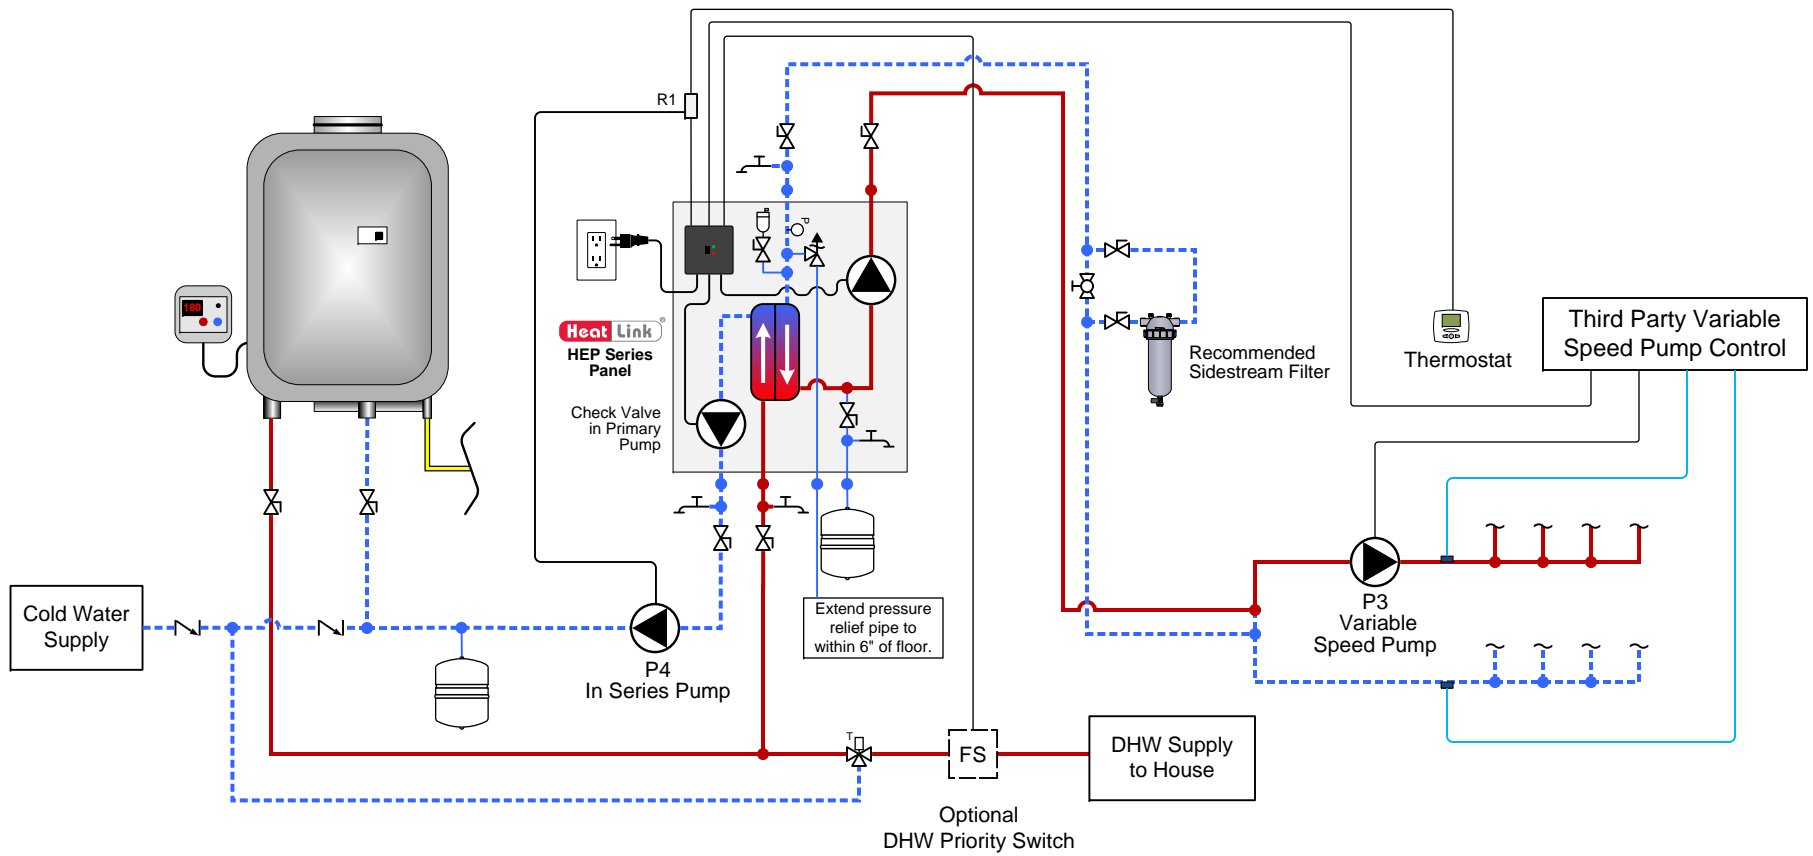 R1
P
180
Heat Link®
HEP Series
Panel
Check Valve
in Primary
Pump
Recommended
Sidestream Filter
Thermostat
Third Party Variable
Speed Pump Control
Cold Water
Supply
P4
In Series Pump
Extend pressure
relief pipe to
within 6" of floor.
P3
Variable
Speed Pump
T
FS
DHW Supply
to House
Optional
DHW Priority Switch